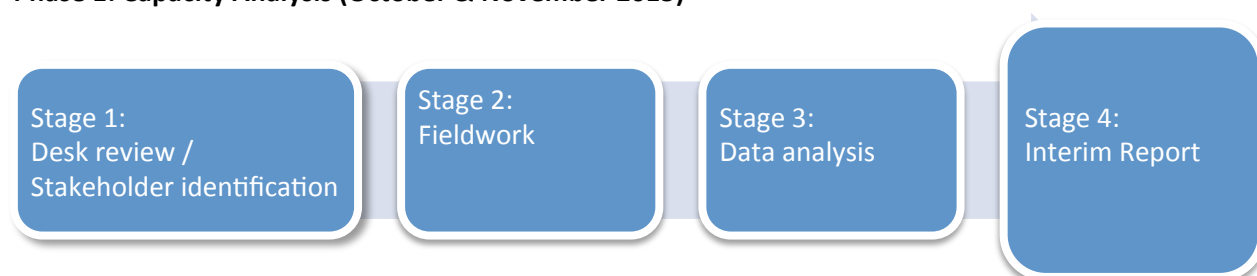 Phase Capacity Analysis (October & November
Stage 1:
Desk review /
Stakeholder identification
Stage 2:
Fieldwork
Stage 3:
Data analysis
Stage 4:
Interim Report